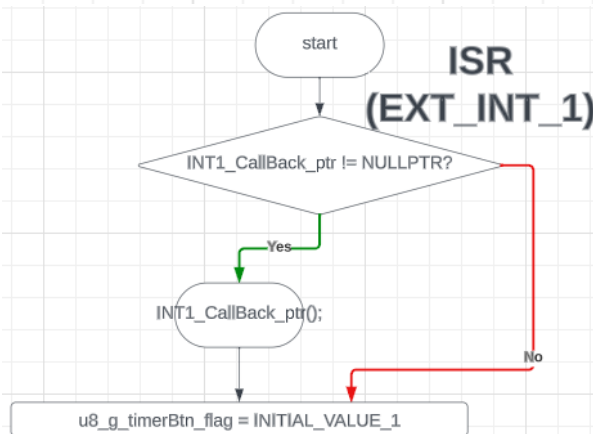 start
ISR
(EXT_INT_1)
INT1_CallBack_ptr != NULLPTR?
Yes
INT1_CallBack_ptr();
No
u8_g_timerBtn_flag = INITIAL_VALUE_1